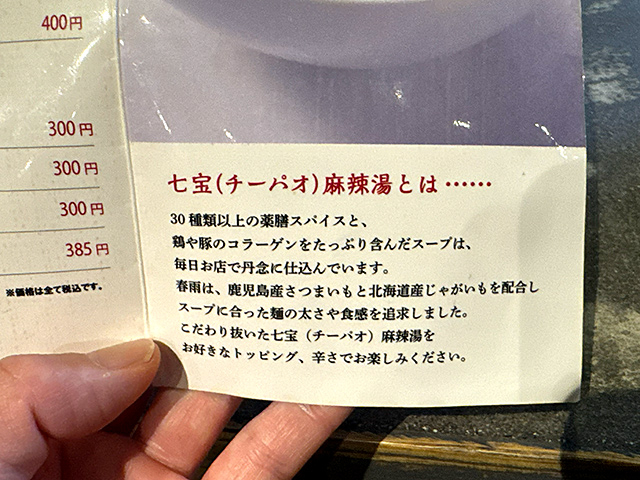 400円
300円
300円
300円
385円
※価格は全て税込です。
七宝(チーパオ)麻辣湯とは……
30種類以上の薬膳スパイスと、
鶏や豚のコラーゲンをたっぷり含んだスープは、
毎日お店で丹念に仕込んでいます。
春雨は、鹿児島産さつまいもと北海道産じゃがいもを配合し
スープに合った麺の太さや食感を追求しました。
こだわり抜いた七宝（チーパオ）麻辣湯を
お好きなトッピング、辛さでお楽しみください。